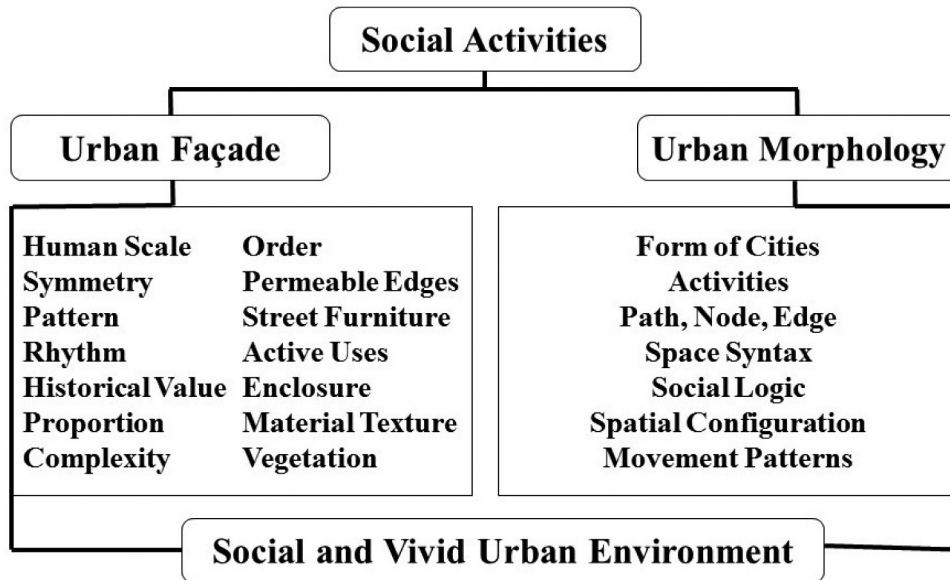 Social Activities
Urban Façade
Urban Morphology
Human Scale
Symmetry
Pattern
Rhythm
Historical Value
Proportion
Complexity
Order
Permeable Edges
Street Furniture
Active Uses
Enclosure
Material Texture
Vegetation
Form of Cities
Activities
Path, Node, Edge
Space Syntax
Social Logic
Spatial Configuration
Movement Patterns
Social and Vivid Urban Environment